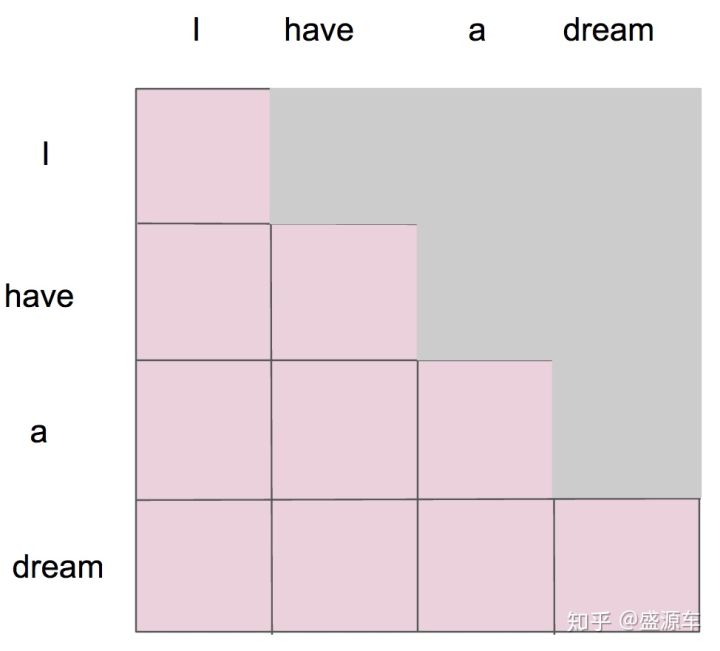 I have a dream
I
have
a
dream
知乎 @盛源车